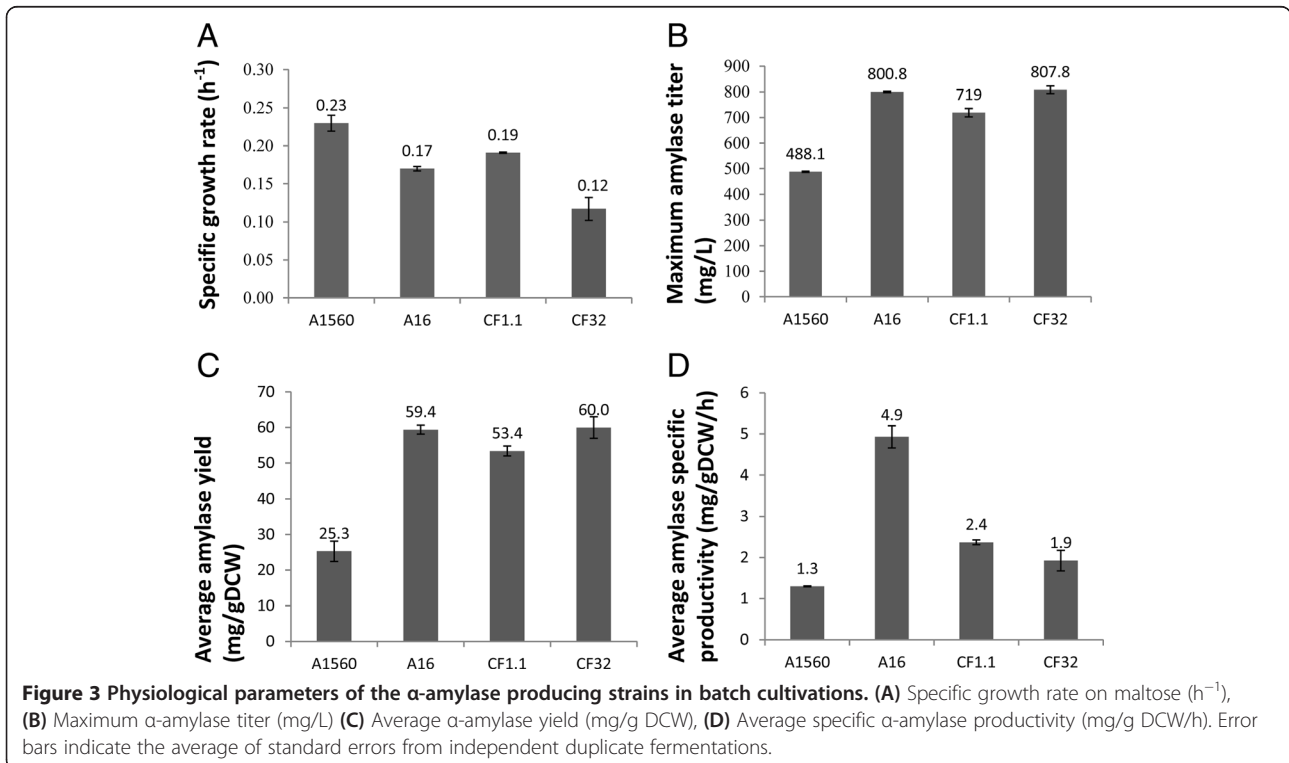 A
Specific growth rate (h⁻¹)
0.30
0.25
0.20
0.15
0.10
0.05
0.00
0.23
0.17
0.19
0.12
A1560 A16 CF1.1 CF32
B
Maximum amylase titer
(mg/L)
900
800
700
600
500
400
300
200
100
0
488.1
800.8
719
807.8
A1560 A16 CF1.1 CF32
C
Average amylase yield
(mg/gDCW)
70
60
50
40
30
20
10
0
25.3
59.4
53.4
60.0
A1560 A16 CF1.1 CF32
D
Average amylase specific
productivity (mg/gDCW/h)
6
5
4
3
2
1
0
1.3
4.9
2.4
1.9
A1560 A16 CF1.1 CF32
Figure 3 Physiological parameters of the α-amylase producing strains in batch cultivations. (A) Specific growth rate on maltose (h⁻¹),
(B) Maximum α-amylase titer (mg/L) (C) Average α-amylase yield (mg/g DCW), (D) Average specific α-amylase productivity (mg/g DCW/h). Error
bars indicate the average of standard errors from independent duplicate fermentations.